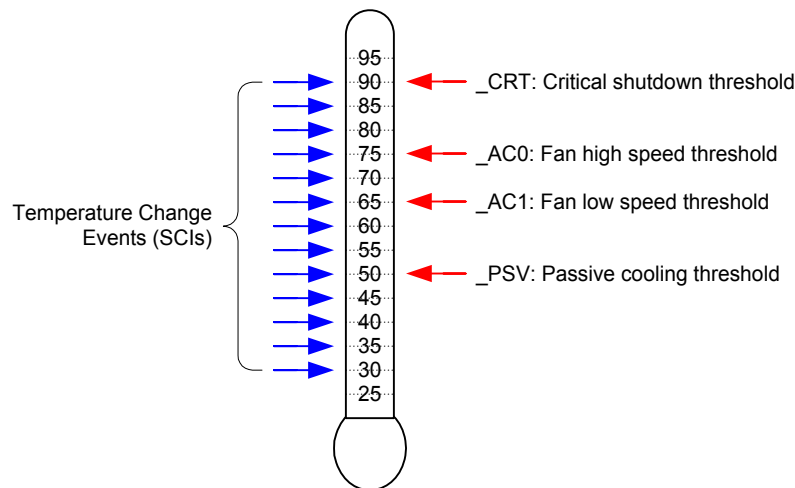 95
90
85
80
75
70
65
60
55
50
45
40
35
30
25
Temperature Change
Events (SCIs)
_CRT: Critical shutdown threshold
_AC0: Fan high speed threshold
_AC1: Fan low speed threshold
_PSV: Passive cooling threshold